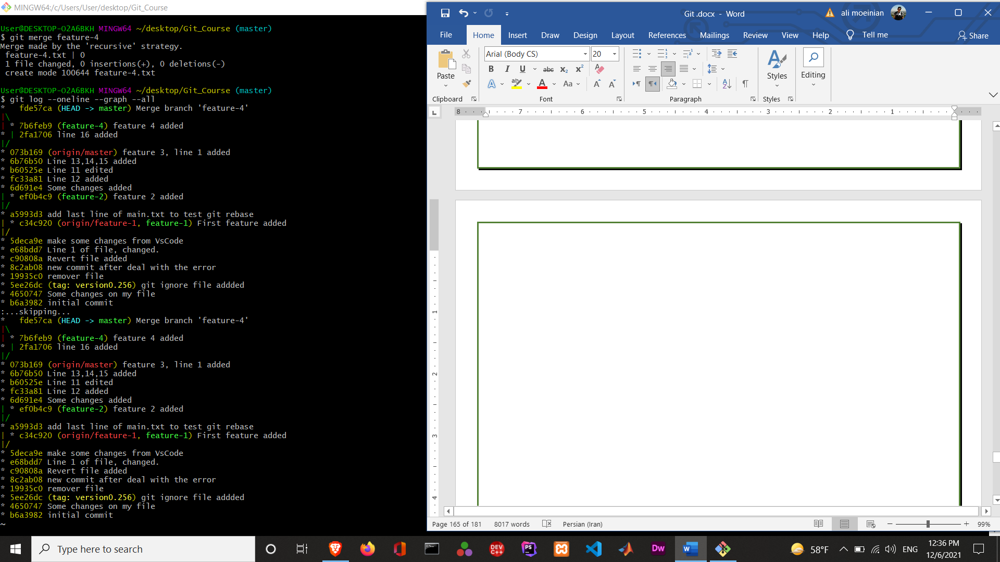 MINGW64:/c/Users/User/desktop/Git_Course
User@DESKTOP-O2A6BKH MINGW64 ~/desktop/Git_Course (master)
$ git merge feature-4
Merge made by the 'recursive' strategy.
 feature-4.txt | 0
 1 file changed, 0 insertions(+), 0 deletions(-)
 create mode 100644 feature-4.txt
User@DESKTOP-O2A6BKH MINGW64 ~/desktop/Git_Course (master)
$ git log --oneline --graph --all
*   fde57ca (HEAD -> master) Merge branch 'feature-4'
|\
| * 7b6feb9 (feature-4) feature 4 added
* | 2fa1706 line 16 added
|/
* 073b169 (origin/master) feature 3, line 1 added
* 6b76b50 Line 13,14,15 added
* b60525e Line 11 edited
* fc33a81 Line 12 added
* 6d691e4 Some changes added
| * ef0b4c9 (feature-2) feature 2 added
|/
* a5993d3 add last line of main.txt to test git rebase
| * c34c920 (origin/feature-1, feature-1) First feature added
|/
* 5deca9e make some changes from VsCode
* e68bdd7 Line 1 of file, changed.
* c90808a Revert file added
* 8c2ab08 new commit after deal with the error
* 19935c0 remover file
* 5ee26dc (tag: version0.256) git ignore file addded
* 4650747 Some changes on my file
* b6a3982 initial commit
:...skipping...
*   fde57ca (HEAD -> master) Merge branch 'feature-4'
|\
| * 7b6feb9 (feature-4) feature 4 added
* | 2fa1706 line 16 added
|/
* 073b169 (origin/master) feature 3, line 1 added
* 6b76b50 Line 13,14,15 added
* b60525e Line 11 edited
* fc33a81 Line 12 added
* 6d691e4 Some changes added
| * ef0b4c9 (feature-2) feature 2 added
|/
* a5993d3 add last line of main.txt to test git rebase
| * c34c920 (origin/feature-1, feature-1) First feature added
|/
* 5deca9e make some changes from VsCode
* e68bdd7 Line 1 of file, changed.
* c90808a Revert file added
* 8c2ab08 new commit after deal with the error
* 19935c0 remover file
* 5ee26dc (tag: version0.256) git ignore file addded
* 4650747 Some changes on my file
* b6a3982 initial commit
~
Git .docx - Word
ali moeinian
File Home Insert Draw Design Layout References Mailings Review View Help Tell me Share
Arial (Body CS) 20
B I U abc x₂ x²
A A Aa A A
Paste
Styles
Editing
Clipboard Font Paragraph Styles
8 7 6 5 4 3 2 1
1
2
3
4
Page 165 of 181 8017 words Persian (Iran) 99%
Type here to search
DEV C++
PS
Dw
W
58°F ENG
12:36 PM
12/6/2021